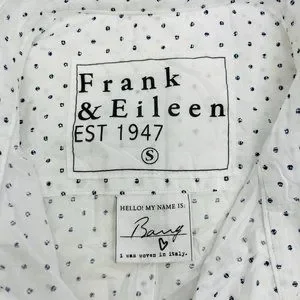 Frank
& Eileen
EST 1947
S
HELLO! MY NAME IS:
Barry
I was woven in italy.